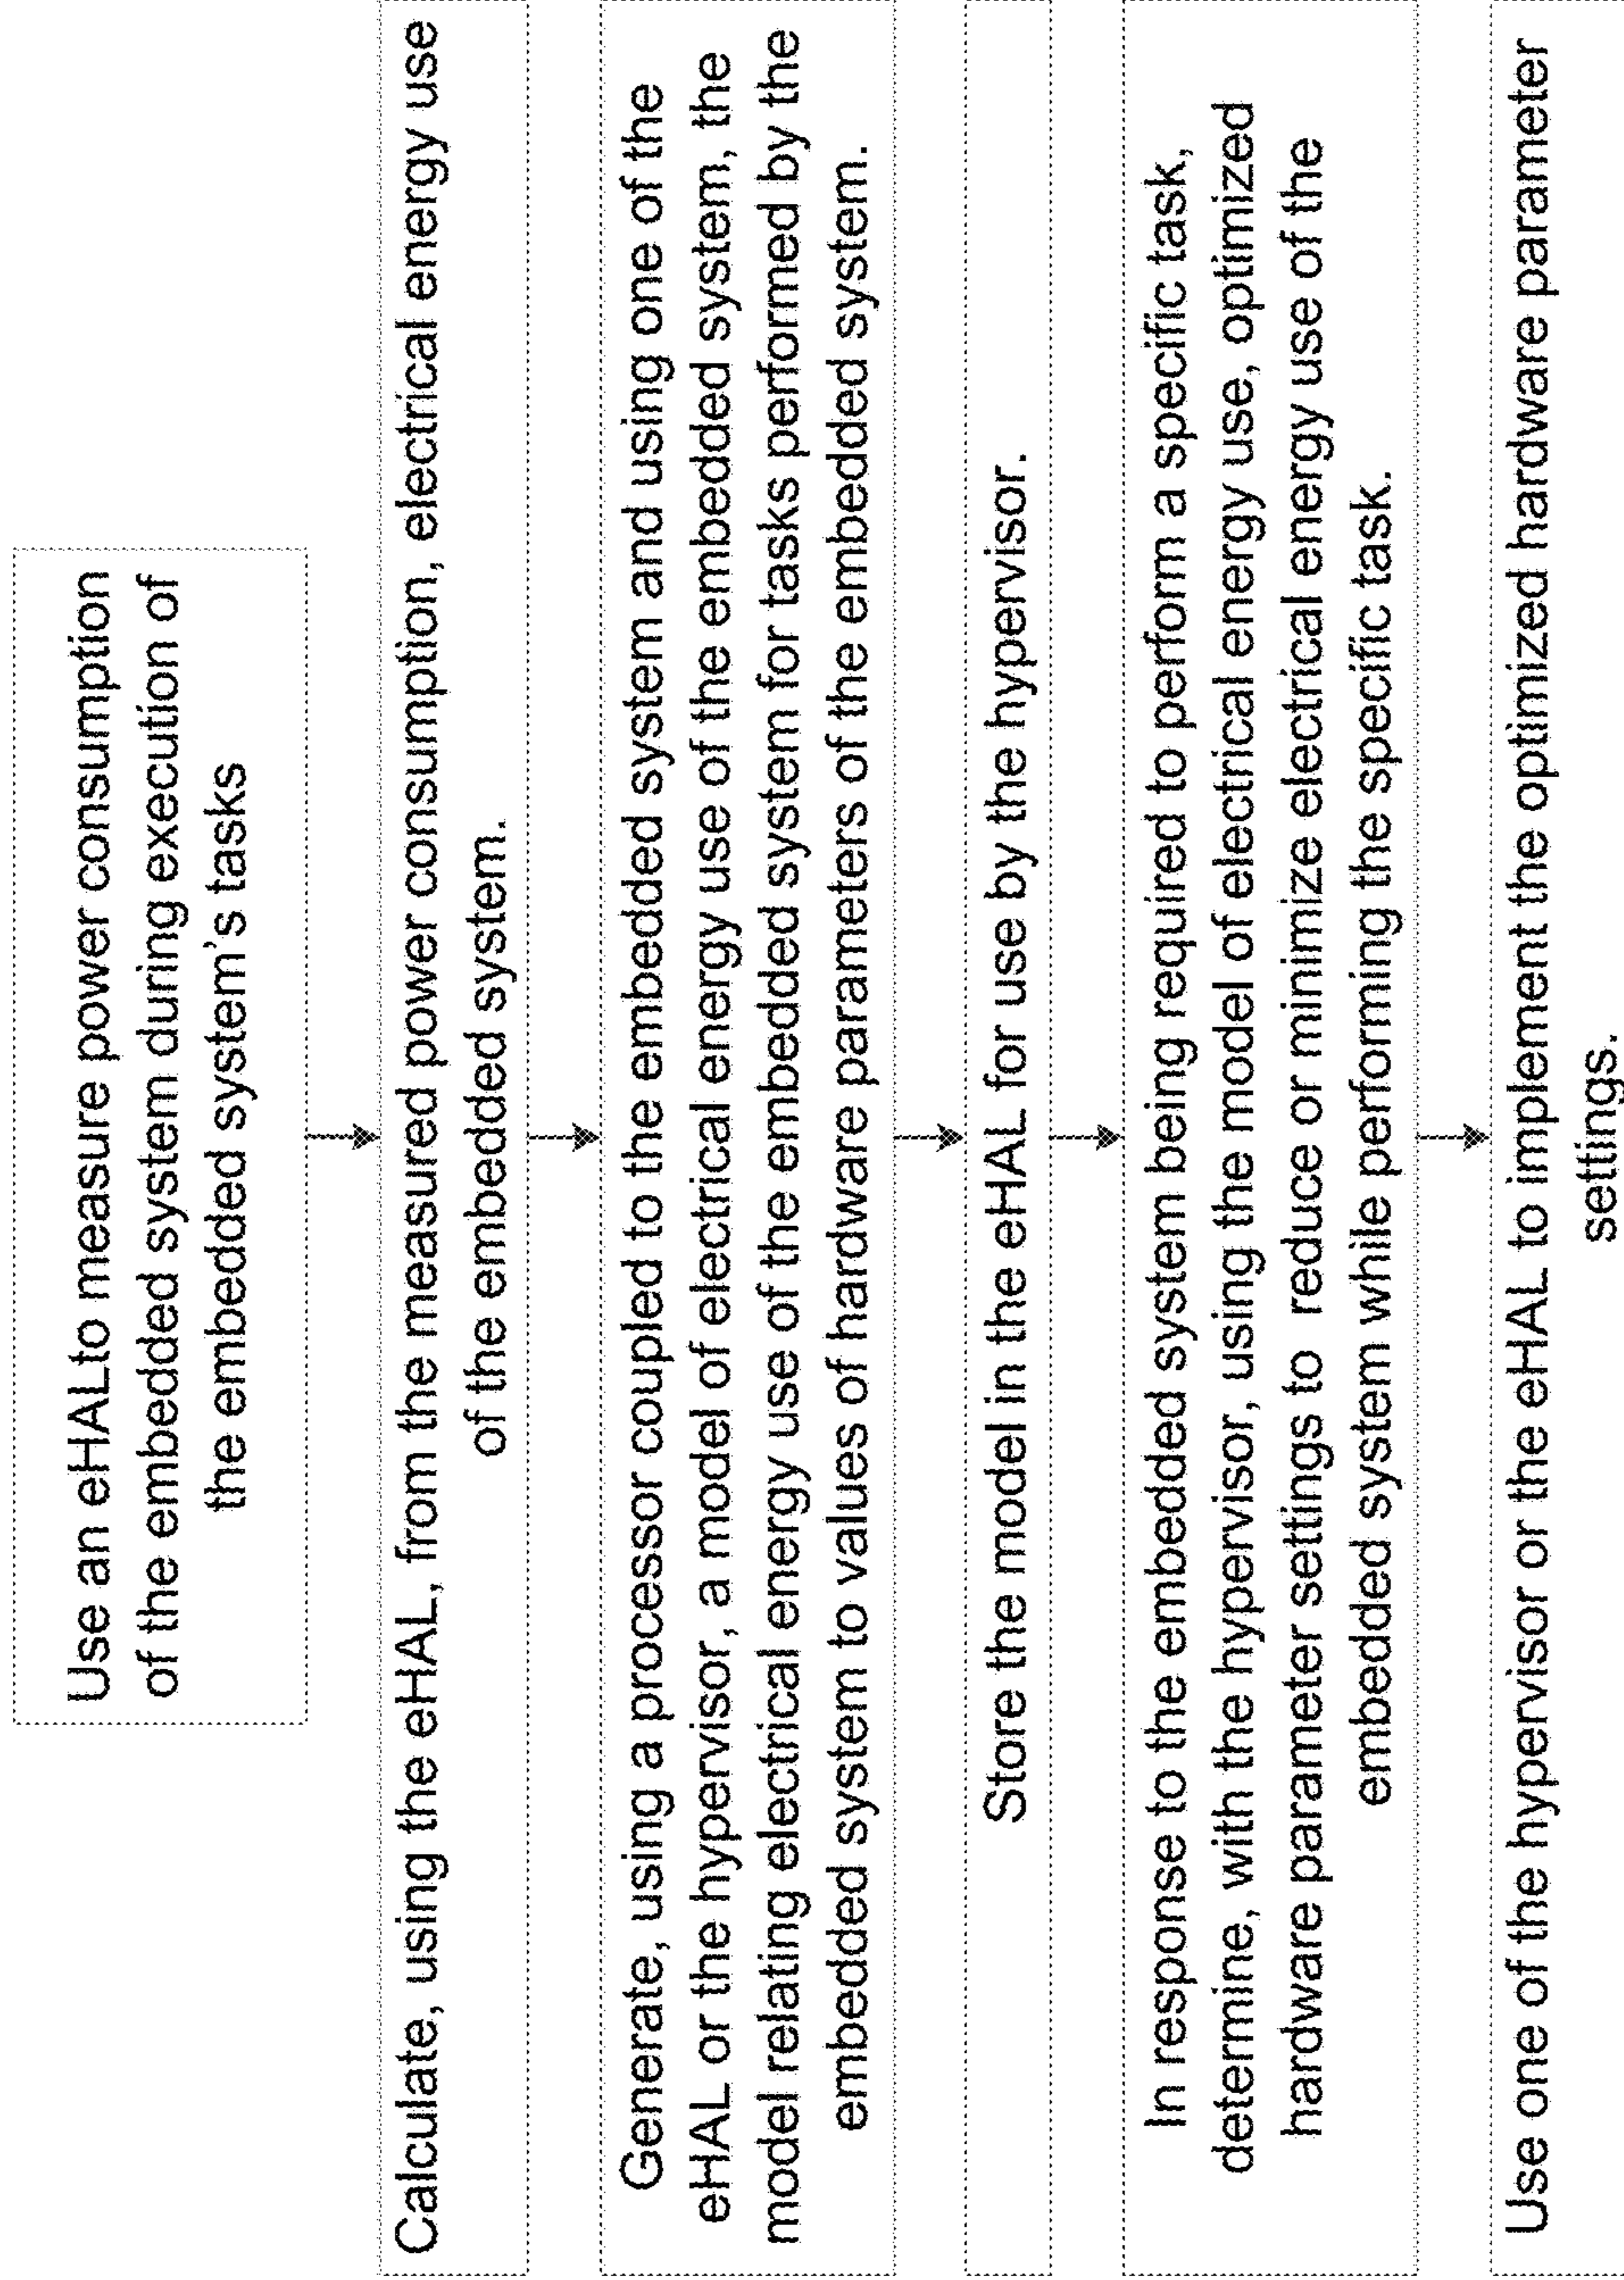 Use an eHALto measure power consumption
of the embedded system during execution of
the embedded system's tasks
Calculate, using the eHAL, from the measured power consumption, electrical energy use
of the embedded system.
Generate, using a processor coupled to the embedded system and using one of the
eHAL or the hypervisor, a model of electrical energy use of the embedded system, the
model relating electrical energy use of the embedded system for tasks performed by the
embedded system to values of hardware parameters of the embedded system.
Store the model in the eHAL for use by the hypervisor.
In response to the embedded system being required to perform a specific task,
determine, with the hypervisor, using the model of electrical energy use, optimized
hardware parameter settings to reduce or minimize electrical energy use of the
embedded system while performing the specific task.
Use one of the hypervisor or the eHAL to implement the optimized hardware parameter
settings.